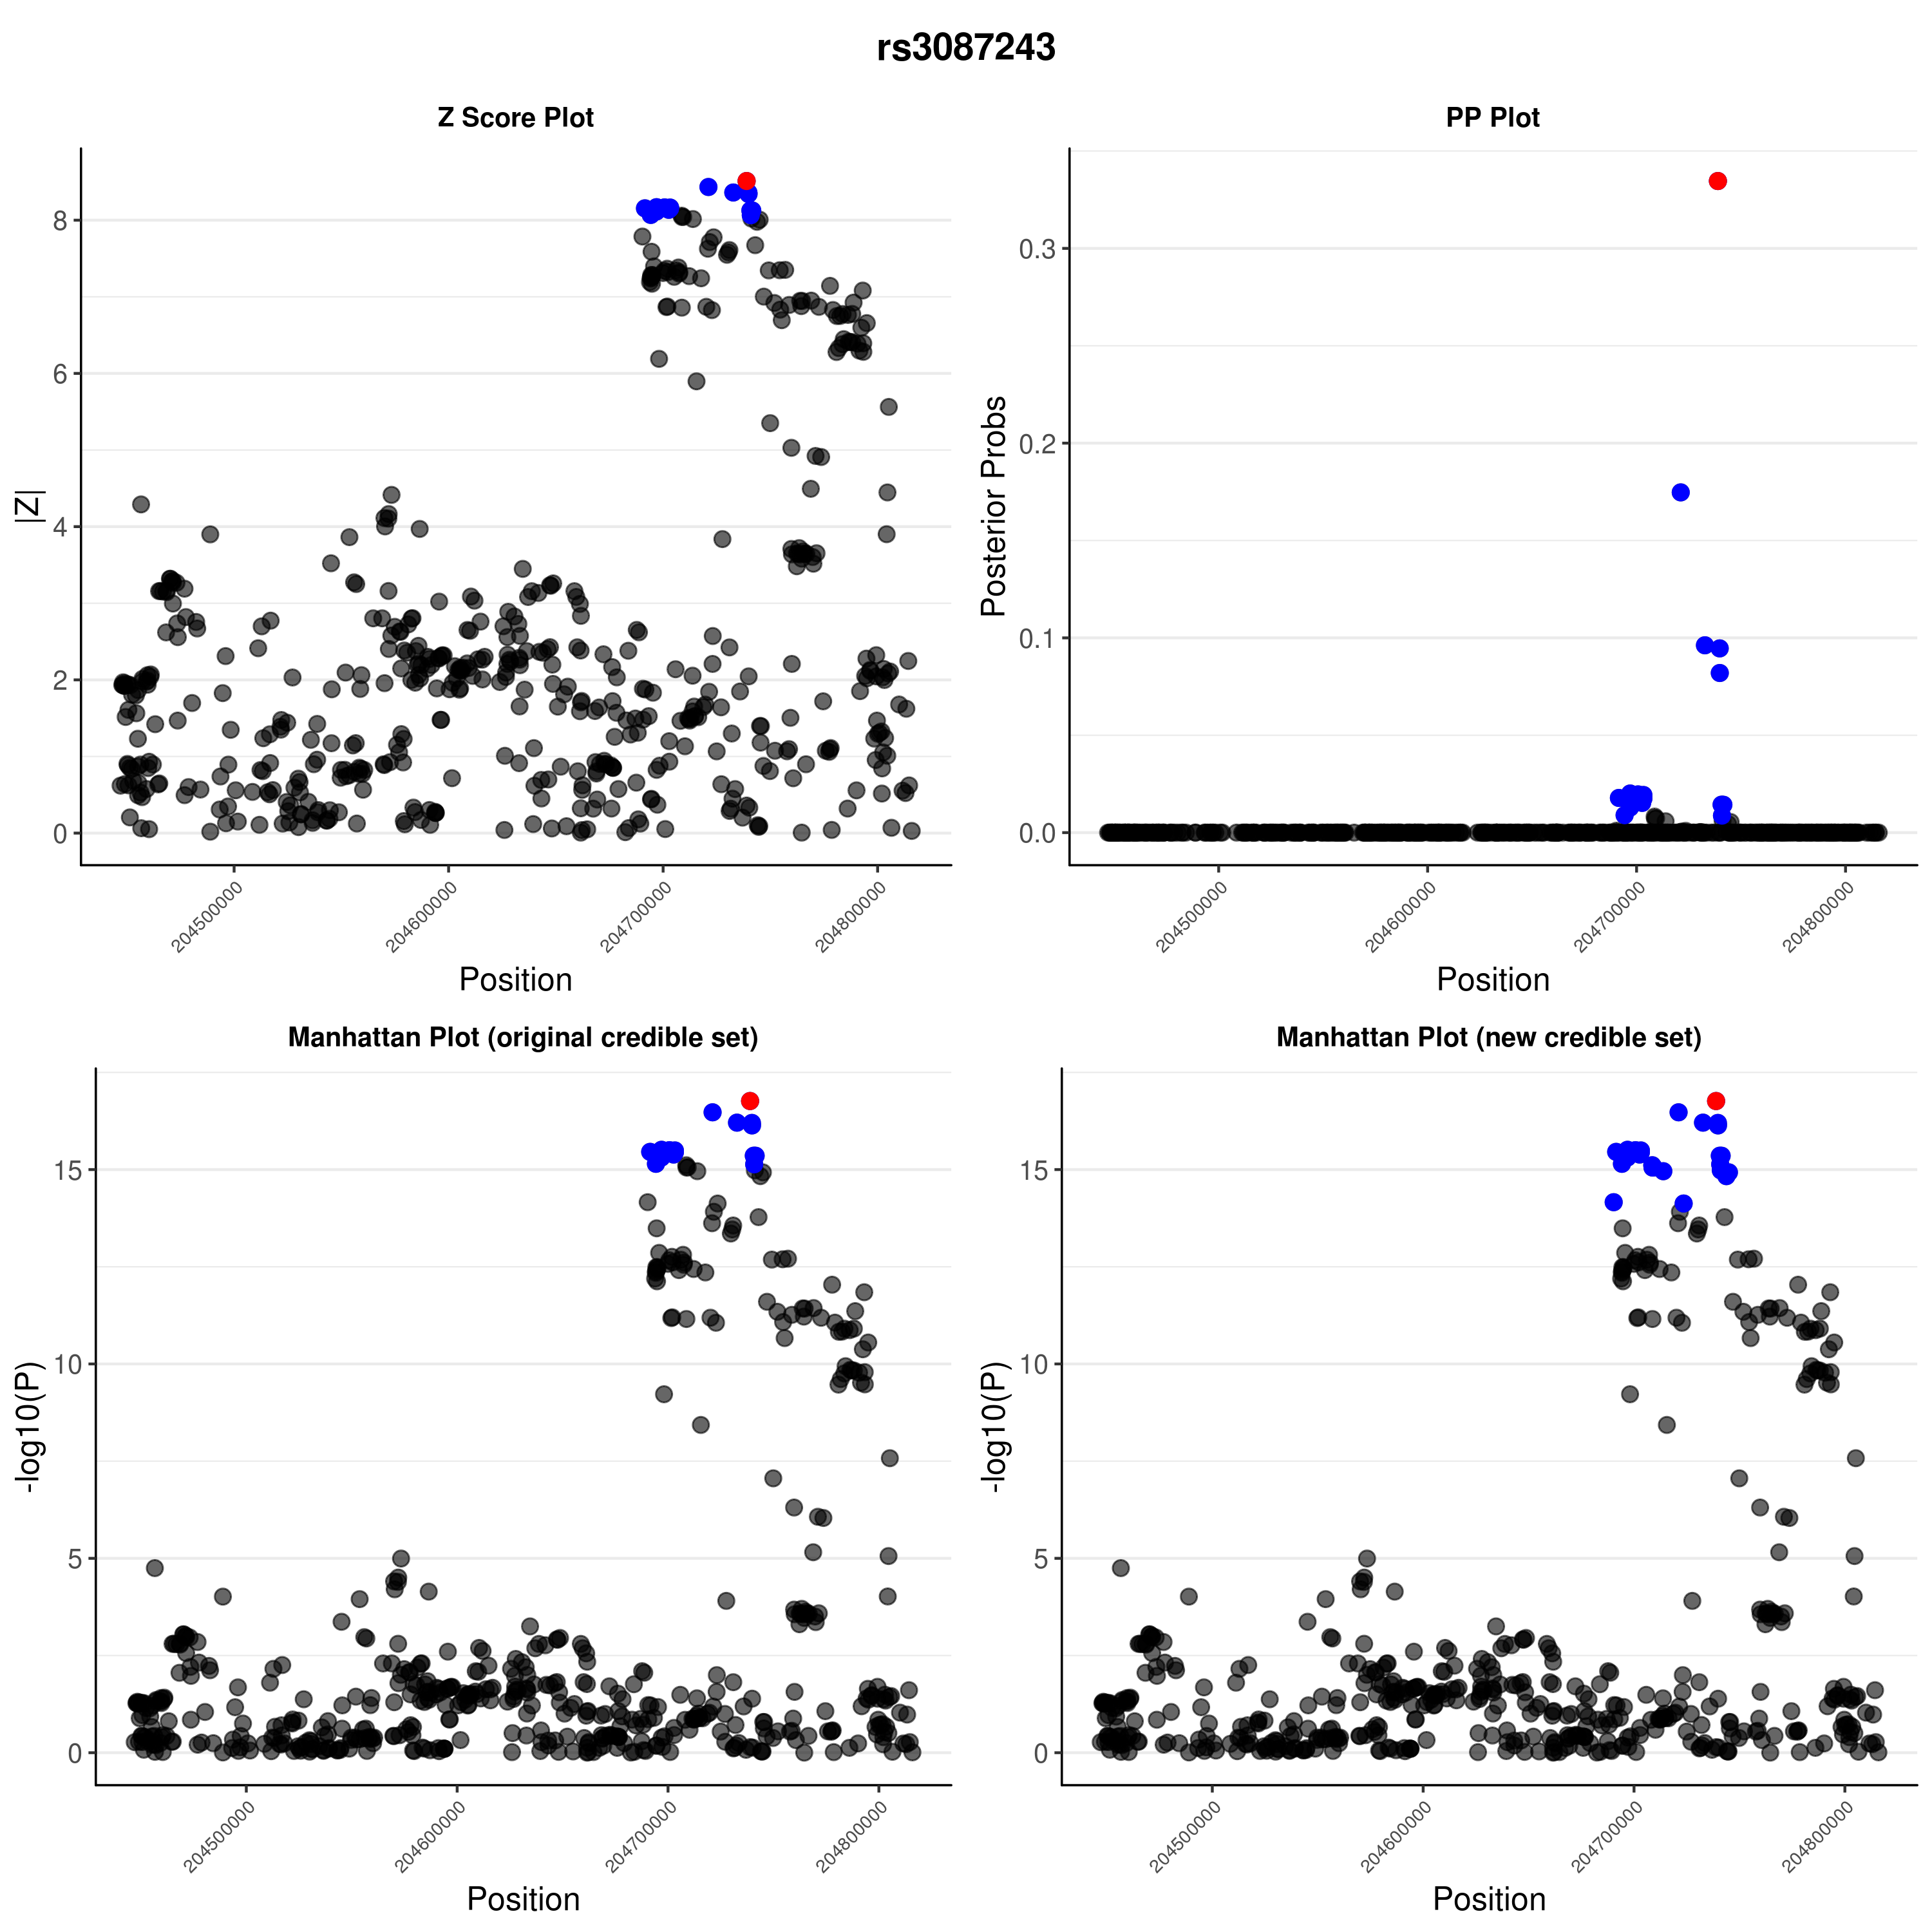 rs3087243
Z Score Plot
|Z|
8
6
4
2
0
204500000
204600000
204700000
204800000
Position
PP Plot
Posterior Probs
0.3
0.2
0.1
0.0
204500000
204600000
204700000
204800000
Position
Manhattan Plot (original credible set)
-log10(P)
15
10
5
0
204500000
204600000
204700000
204800000
Position
Manhattan Plot (new credible set)
-log10(P)
15
10
5
0
204500000
204600000
204700000
204800000
Position